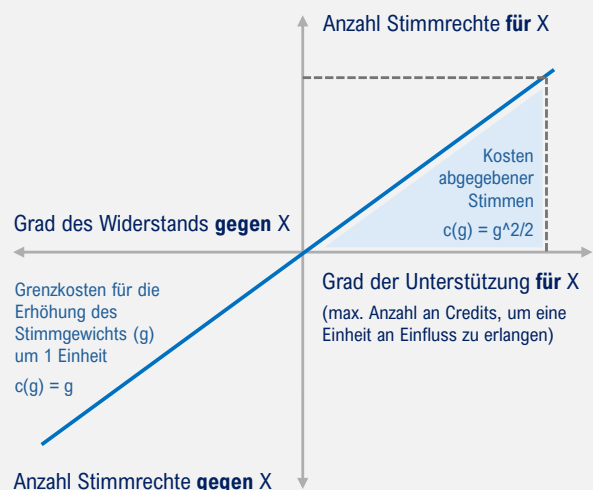 Anzahl Stimmrechte für X
Kosten
abgegebener
Stimmen
c(g) = g^2/2
Grad des Widerstands gegen X
Grad der Unterstützung für X
(max. Anzahl an Credits, um eine
Einheit an Einfluss zu erlangen)
Grenzkosten für die
Erhöhung des
Stimmgewichts (g)
um 1 Einheit
c(g) = g
Anzahl Stimmrechte gegen X